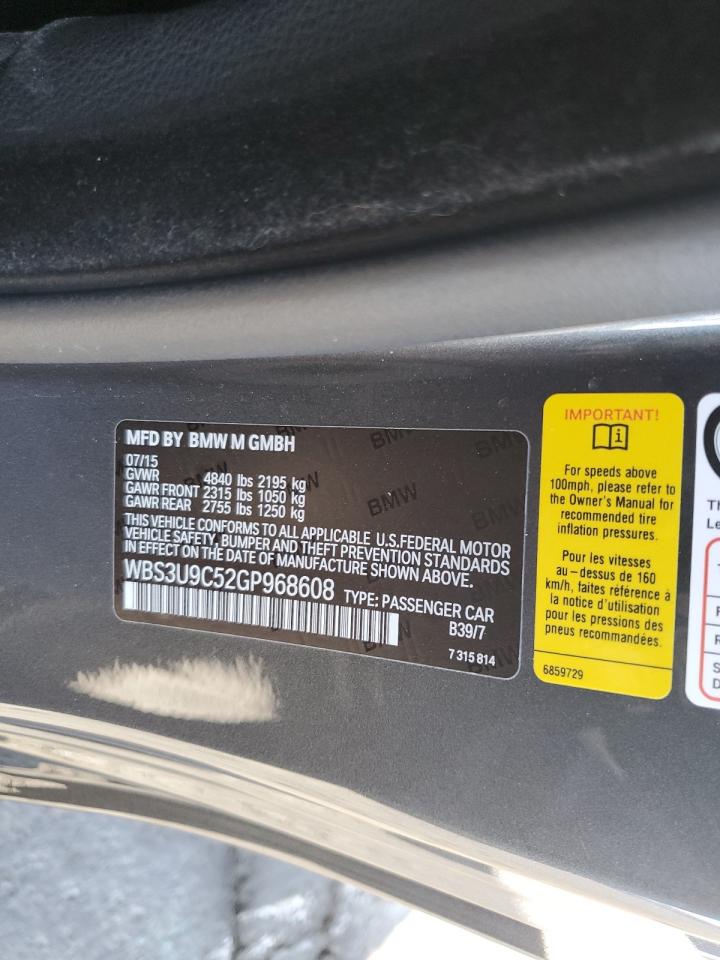 MFD BY BMW M GMBH
07/15
GVWR 4840 lbs 2195 kg
GAWR FRONT 2315 lbs 1050 kg
GAWR REAR 2755 lbs 1250 kg
THIS VEHICLE CONFORMS TO ALL APPLICABLE U.S.FEDERAL MOTOR
VEHICLE SAFETY, BUMPER AND THEFT PREVENTION STANDARDS
IN EFFECT ON THE DATE OF MANUFACTURE SHOWN ABOVE.
WBS3U9C52GP968608 TYPE: PASSENGER CAR
B39/7
7 315 814
BMW
BMW
BMW
IMPORTANT!
For speeds above
100mph, please refer to
the Owner's Manual for
recommended tire
inflation pressures.
Pour les vitesses
au-dessus de 160
km/h, faites référence à
la notice d'utilisation
pour les pressions des
pneus recommandées.
6859729